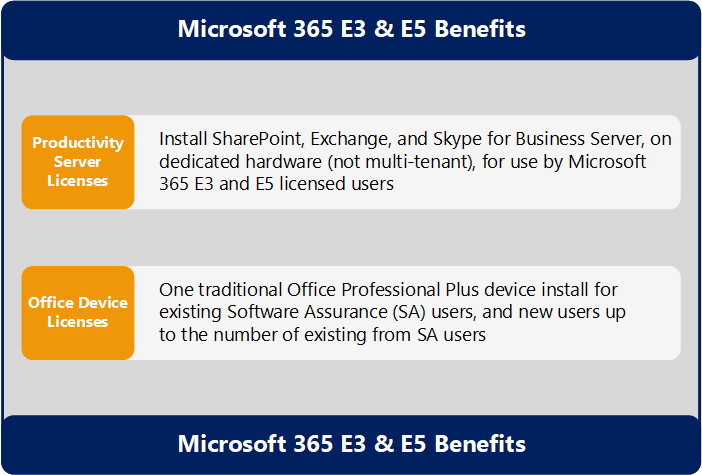 Microsoft 365 E3 & E5 Benefits
Productivity
Server
Licenses
Install SharePoint, Exchange, and Skype for Business Server, on
dedicated hardware (not multi-tenant), for use by Microsoft
365 E3 and E5 licensed users
Office Device
Licenses
One traditional Office Professional Plus device install for
existing Software Assurance (SA) users, and new users up
to the number of existing from SA users
Microsoft 365 E3 & E5 Benefits